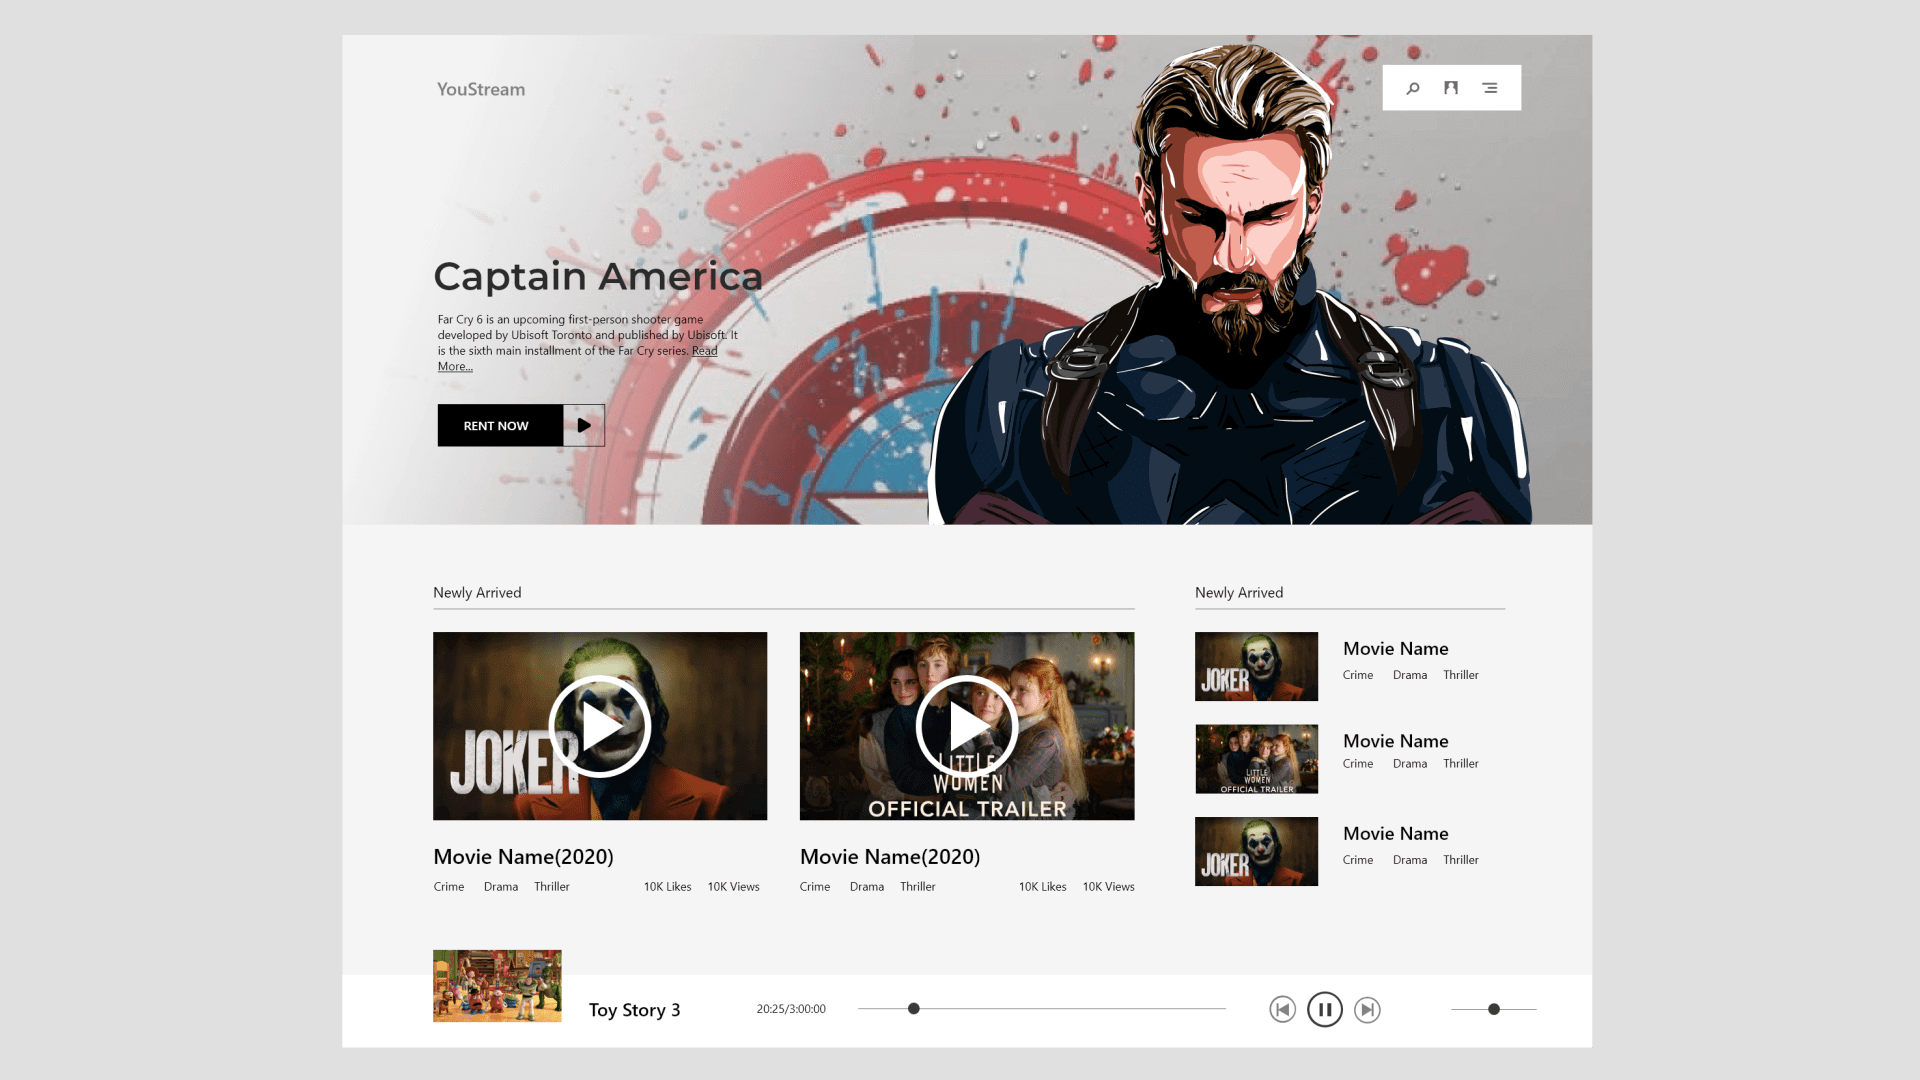 YouStream
Captain America
Far Cry 6 is an upcoming first-person shooter game
developed by Ubisoft Toronto and published by Ubisoft. It
is the sixth main installment of the Far Cry series. Read
More...
RENT NOW
Newly Arrived
JOKER
LITTLE
WOMEN
OFFICIAL TRAILER
Movie Name(2020)
Crime Drama Thriller 10K Likes 10K Views
Movie Name(2020)
Crime Drama Thriller 10K Likes 10K Views
Newly Arrived
JOKER
Movie Name
Crime Drama Thriller
LITTLE
WOMEN
OFFICIAL TRAILER
Movie Name
Crime Drama Thriller
JOKER
Movie Name
Crime Drama Thriller
Toy Story 3
20:25/3:00:00